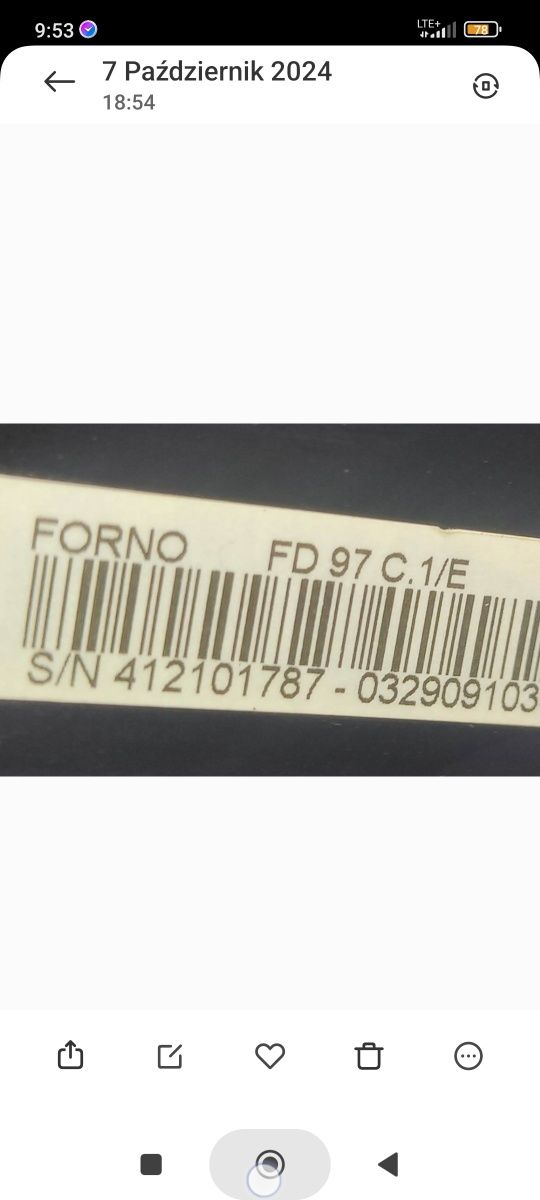 9:53 LTE+ 78
7 Październik 2024
18:54
FORNO FD 97 C.1/E
S/N 412101787 - 032909103